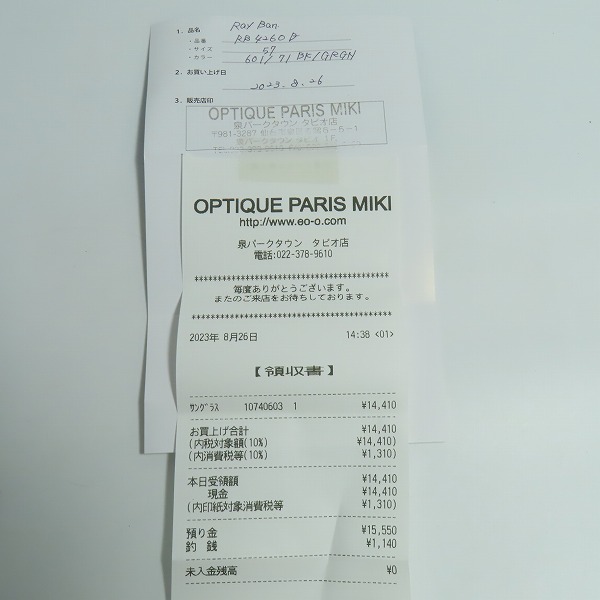 1. 品名 Ray Ban.
・品番 RB4260D
・サイズ 57
・カラー 601/71 BK/GRGN
2. お買い上げ日 2023.8.26
3. 販売店印
OPTIQUE PARIS MIKI
泉パークタウン タピオ店
〒981-3287
TEL
OPTIQUE PARIS MIKI
http://www.eo-o.com
泉パークタウン タピオ店
電話:022-378-9610
****************************************
毎度ありがとうございます。
またのご来店をお待ちしております。
****************************************
2023年 8月26日 14:38 <01>
【領収書】
ｻﾝｸﾞﾗｽ 10740603 1 ¥14,410
お買上げ合計 ¥14,410
(内税対象額(10%) ¥14,410)
(内消費税等(10%) ¥1,310)
本日受領額 ¥14,410
現金 ¥14,410
(内印紙対象消費税等 ¥1,310)
預り金 ¥15,550
釣 銭 ¥1,140
未入金残高 ¥0